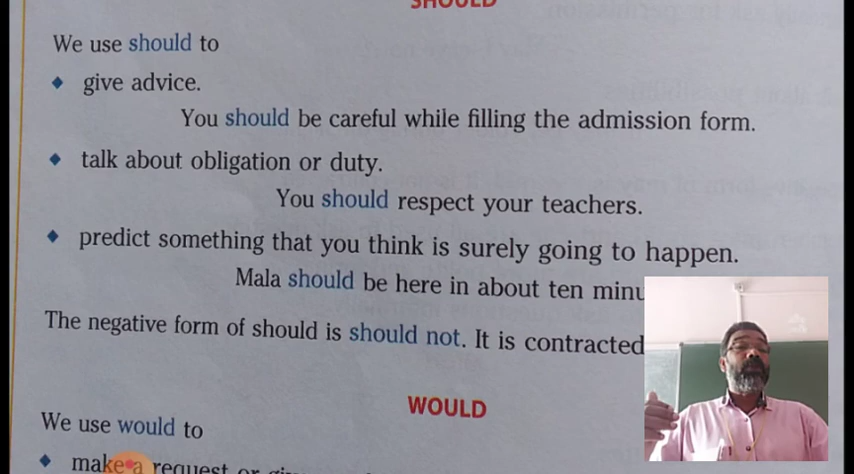 SHOULD
We use should to
◆ give advice.
You should be careful while filling the admission form.
◆ talk about obligation or duty.
You should respect your teachers.
◆ predict something that you think is surely going to happen.
Mala should be here in about ten
The negative form of should is should not. It is contracted
WOULD
We use would to
◆ make a request or